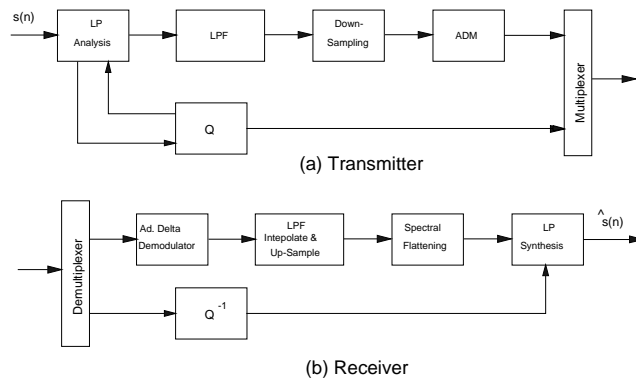 s(n)
LP
Analysis
LPF
Down-
Sampling
ADM
Multiplexer
Q
(a) Transmitter
Demultiplexer
Ad. Delta
Demodulator
LPF
Intepolate &
Up-Sample
Spectral
Flattening
LP
Synthesis
^
s(n)
Q -1
(b) Receiver